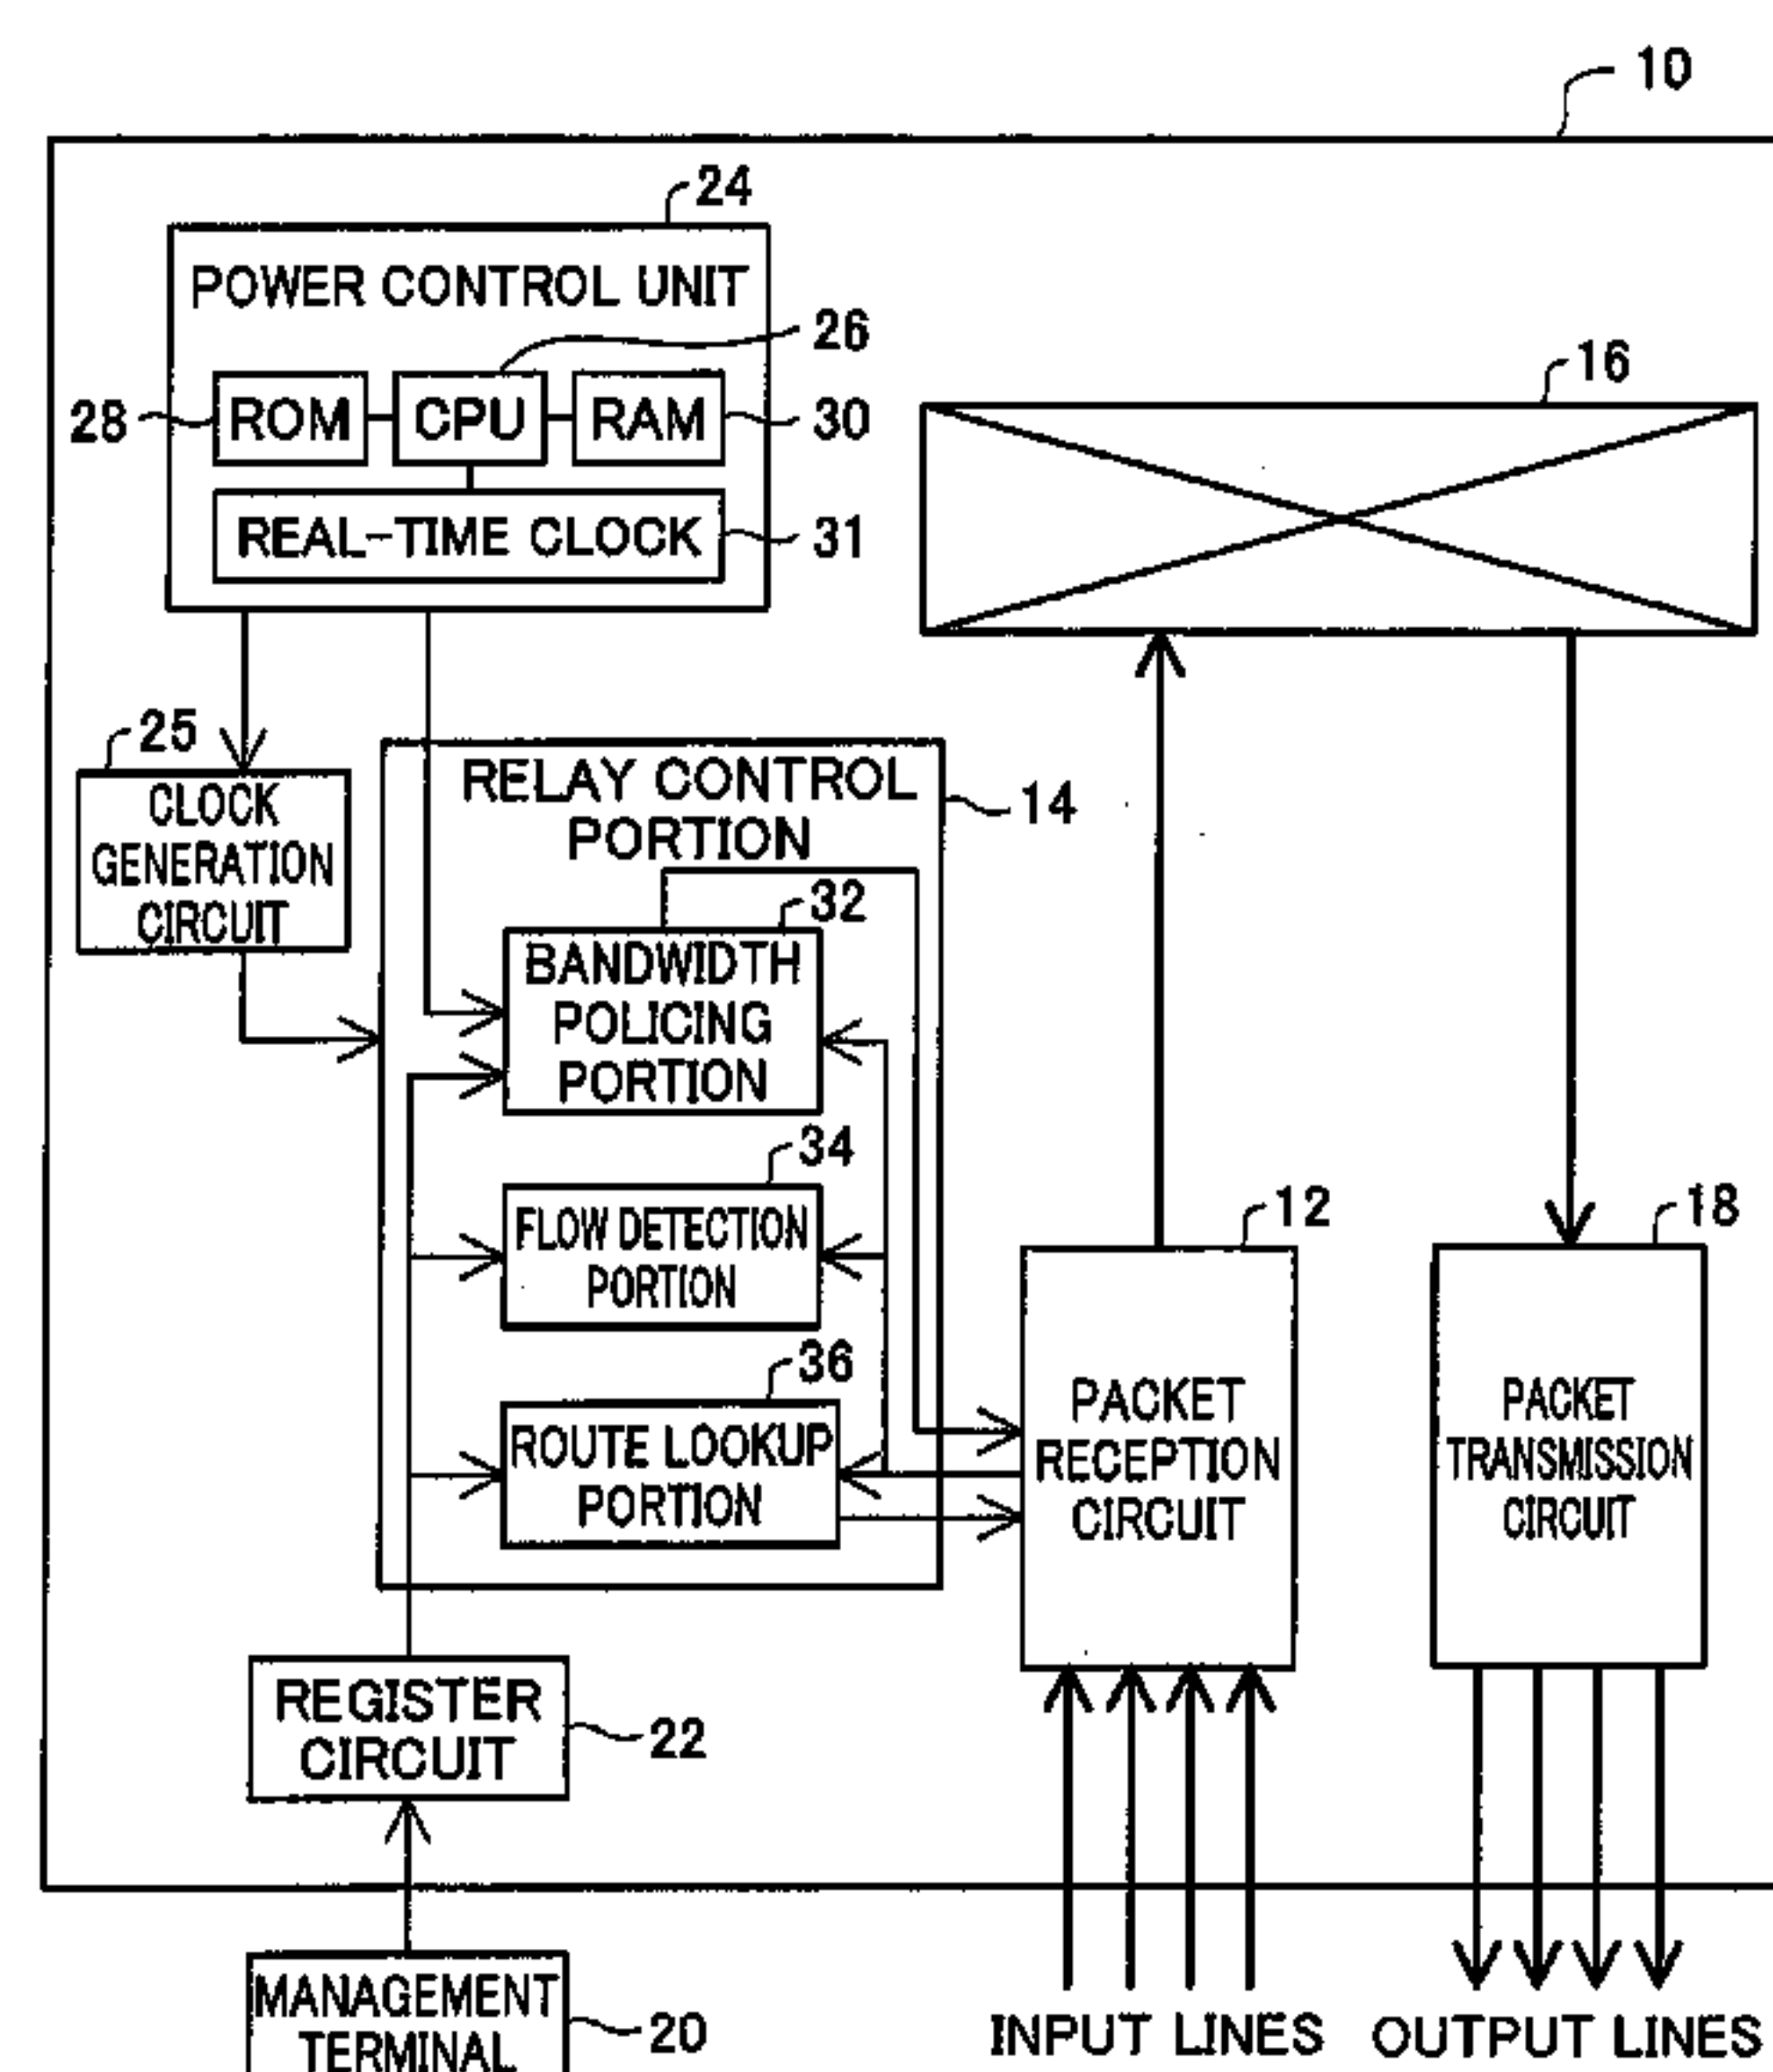 10
24
POWER CONTROL UNIT
26
16
28 ROM CPU RAM 30
REAL-TIME CLOCK 31
25
CLOCK
GENERATION
CIRCUIT
RELAY CONTROL
PORTION
14
32
BANDWIDTH
POLICING
PORTION
34
FLOW DETECTION
PORTION
12
18
36
ROUTE LOOKUP
PORTION
PACKET
RECEPTION
CIRCUIT
PACKET
TRANSMISSION
CIRCUIT
REGISTER
CIRCUIT
22
MANAGEMENT
TERMINAL
20
INPUT LINES
OUTPUT LINES